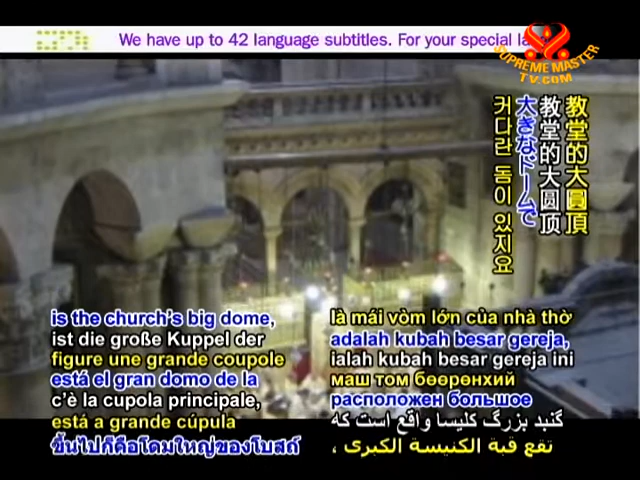 We have up to 42 language subtitles. For your special la
SUPREME MASTER
TV.COM
教堂的大圓頂
教堂的大圆顶
大きなドームで
커다란 돔이 있지요
is the church's big dome,
ist die große Kuppel der
figure une grande coupole
está el gran domo de la
c'è la cupola principale,
está a grande cúpula
ขึ้นไปก็คือโดมใหญ่ของโบสถ์
là mái vòm lớn của nhà thờ
adalah kubah besar gereja,
ialah kubah besar gereja ini
маш том бөөрөнхий
расположен большое
گنبد بزرگ کلیسا واقع است که
تقع قبة الكنيسة الكبرى ،